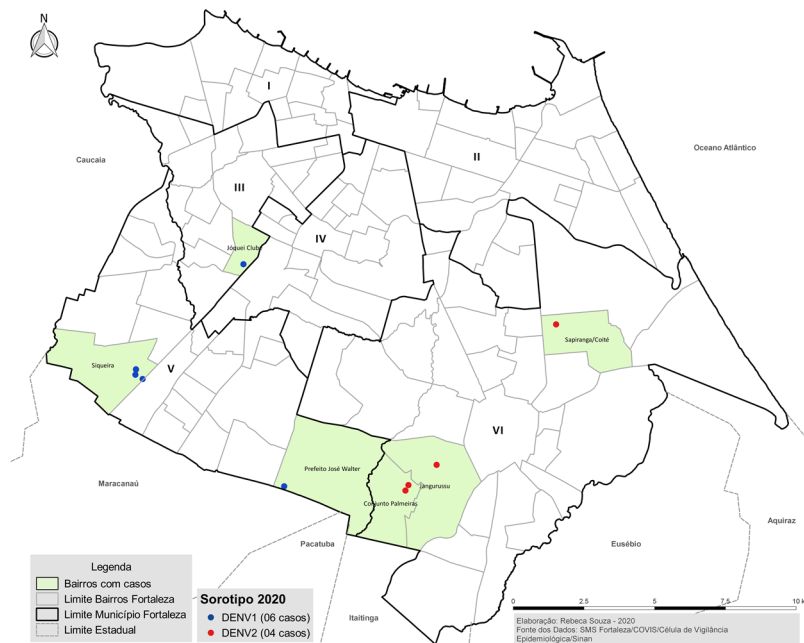 N
I
II
Caucaia
Oceano Atlântico
III
IV
Jóquei Clube
Sapiranga/Coité
Siqueira
V
VI
Prefeito José Walter
Jangurussu
Conjunto Palmeiras
Maracanaú
Aquiraz
Pacatuba
Eusébio
Itaitinga
Legenda
Bairros com casos
Limite Bairros Fortaleza
Limite Município Fortaleza
Limite Estadual
Sorotipo 2020
DENV1 (06 casos)
DENV2 (04 casos)
0 2,5 5 7,5 10 k
Elaboração: Rebeca Souza - 2020
Fonte dos Dados: SMS Fortaleza/COVIS/Célula de Vigilância
Epidemiológica/Sinan